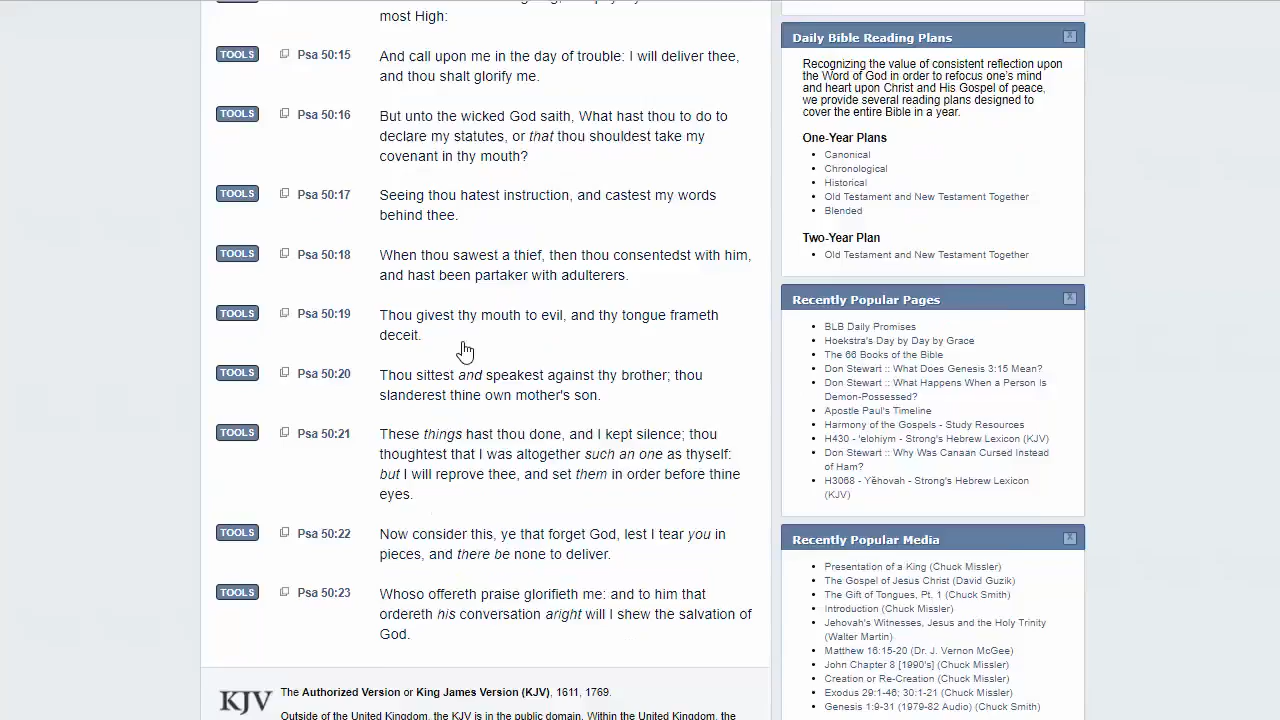 most High:
TOOLS Psa 50:15 And call upon me in the day of trouble: I will deliver thee,
and thou shalt glorify me.
TOOLS Psa 50:16 But unto the wicked God saith, What hast thou to do to
declare my statutes, or that thou shouldest take my
covenant in thy mouth?
TOOLS Psa 50:17 Seeing thou hatest instruction, and castest my words
behind thee.
TOOLS Psa 50:18 When thou sawest a thief, then thou consentedst with him,
and hast been partaker with adulterers.
TOOLS Psa 50:19 Thou givest thy mouth to evil, and thy tongue frameth
deceit.
TOOLS Psa 50:20 Thou sittest and speakest against thy brother; thou
slanderest thine own mother's son.
TOOLS Psa 50:21 These things hast thou done, and I kept silence; thou
thoughtest that I was altogether such an one as thyself:
but I will reprove thee, and set them in order before thine
eyes.
TOOLS Psa 50:22 Now consider this, ye that forget God, lest I tear you in
pieces, and there be none to deliver.
TOOLS Psa 50:23 Whoso offereth praise glorifieth me: and to him that
ordereth his conversation aright will I shew the salvation of
God.
KJV The Authorized Version or King James Version (KJV), 1611, 1769.
Outside of the United Kingdom, the KJV is in the public domain. Within the United Kingdom, the
Daily Bible Reading Plans X
Recognizing the value of consistent reflection upon
the Word of God in order to refocus one's mind
and heart upon Christ and His Gospel of peace,
we provide several reading plans designed to
cover the entire Bible in a year.
One-Year Plans
• Canonical
• Chronological
• Historical
• Old Testament and New Testament Together
• Blended
Two-Year Plan
• Old Testament and New Testament Together
Recently Popular Pages X
• BLB Daily Promises
• Hoekstra's Day by Day by Grace
• The 66 Books of the Bible
• Don Stewart :: What Does Genesis 3:15 Mean?
• Don Stewart :: What Happens When a Person Is
Demon-Possessed?
• Apostle Paul's Timeline
• Harmony of the Gospels - Study Resources
• H430 - 'elohiym - Strong's Hebrew Lexicon (KJV)
• Don Stewart :: Why Was Canaan Cursed Instead
of Ham?
• H3068 - Yĕhovah - Strong's Hebrew Lexicon
(KJV)
Recently Popular Media X
• Presentation of a King (Chuck Missler)
• The Gospel of Jesus Christ (David Guzik)
• The Gift of Tongues, Pt. 1 (Chuck Smith)
• Introduction (Chuck Missler)
• Jehovah's Witnesses, Jesus and the Holy Trinity
(Walter Martin)
• Matthew 16:15-20 (Dr. J. Vernon McGee)
• John Chapter 8 [1990's] (Chuck Missler)
• Creation or Re-Creation (Chuck Missler)
• Exodus 29:1-46; 30:1-21 (Chuck Missler)
• Genesis 1:9-31 (1979-82 Audio) (Chuck Smith)